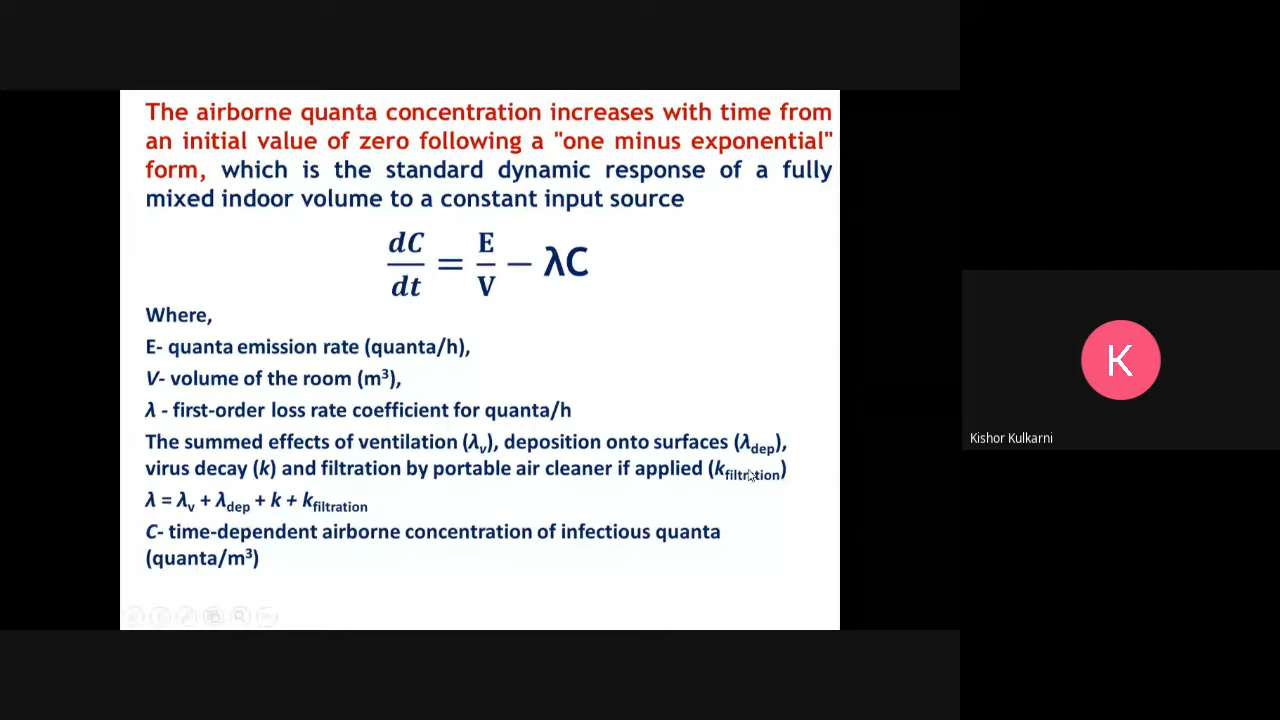 The airborne quanta concentration increases with time from
an initial value of zero following a "one minus exponential"
form, which is the standard dynamic response of a fully
mixed indoor volume to a constant input source
dC/dt = E/V − λC
Where,
E- quanta emission rate (quanta/h),
V- volume of the room (m³),
λ - first-order loss rate coefficient for quanta/h
The summed effects of ventilation (λv), deposition onto surfaces (λdep),
virus decay (k) and filtration by portable air cleaner if applied (kfiltration)
λ = λv + λdep + k + kfiltration
C- time-dependent airborne concentration of infectious quanta
(quanta/m³)
K
Kishor Kulkarni